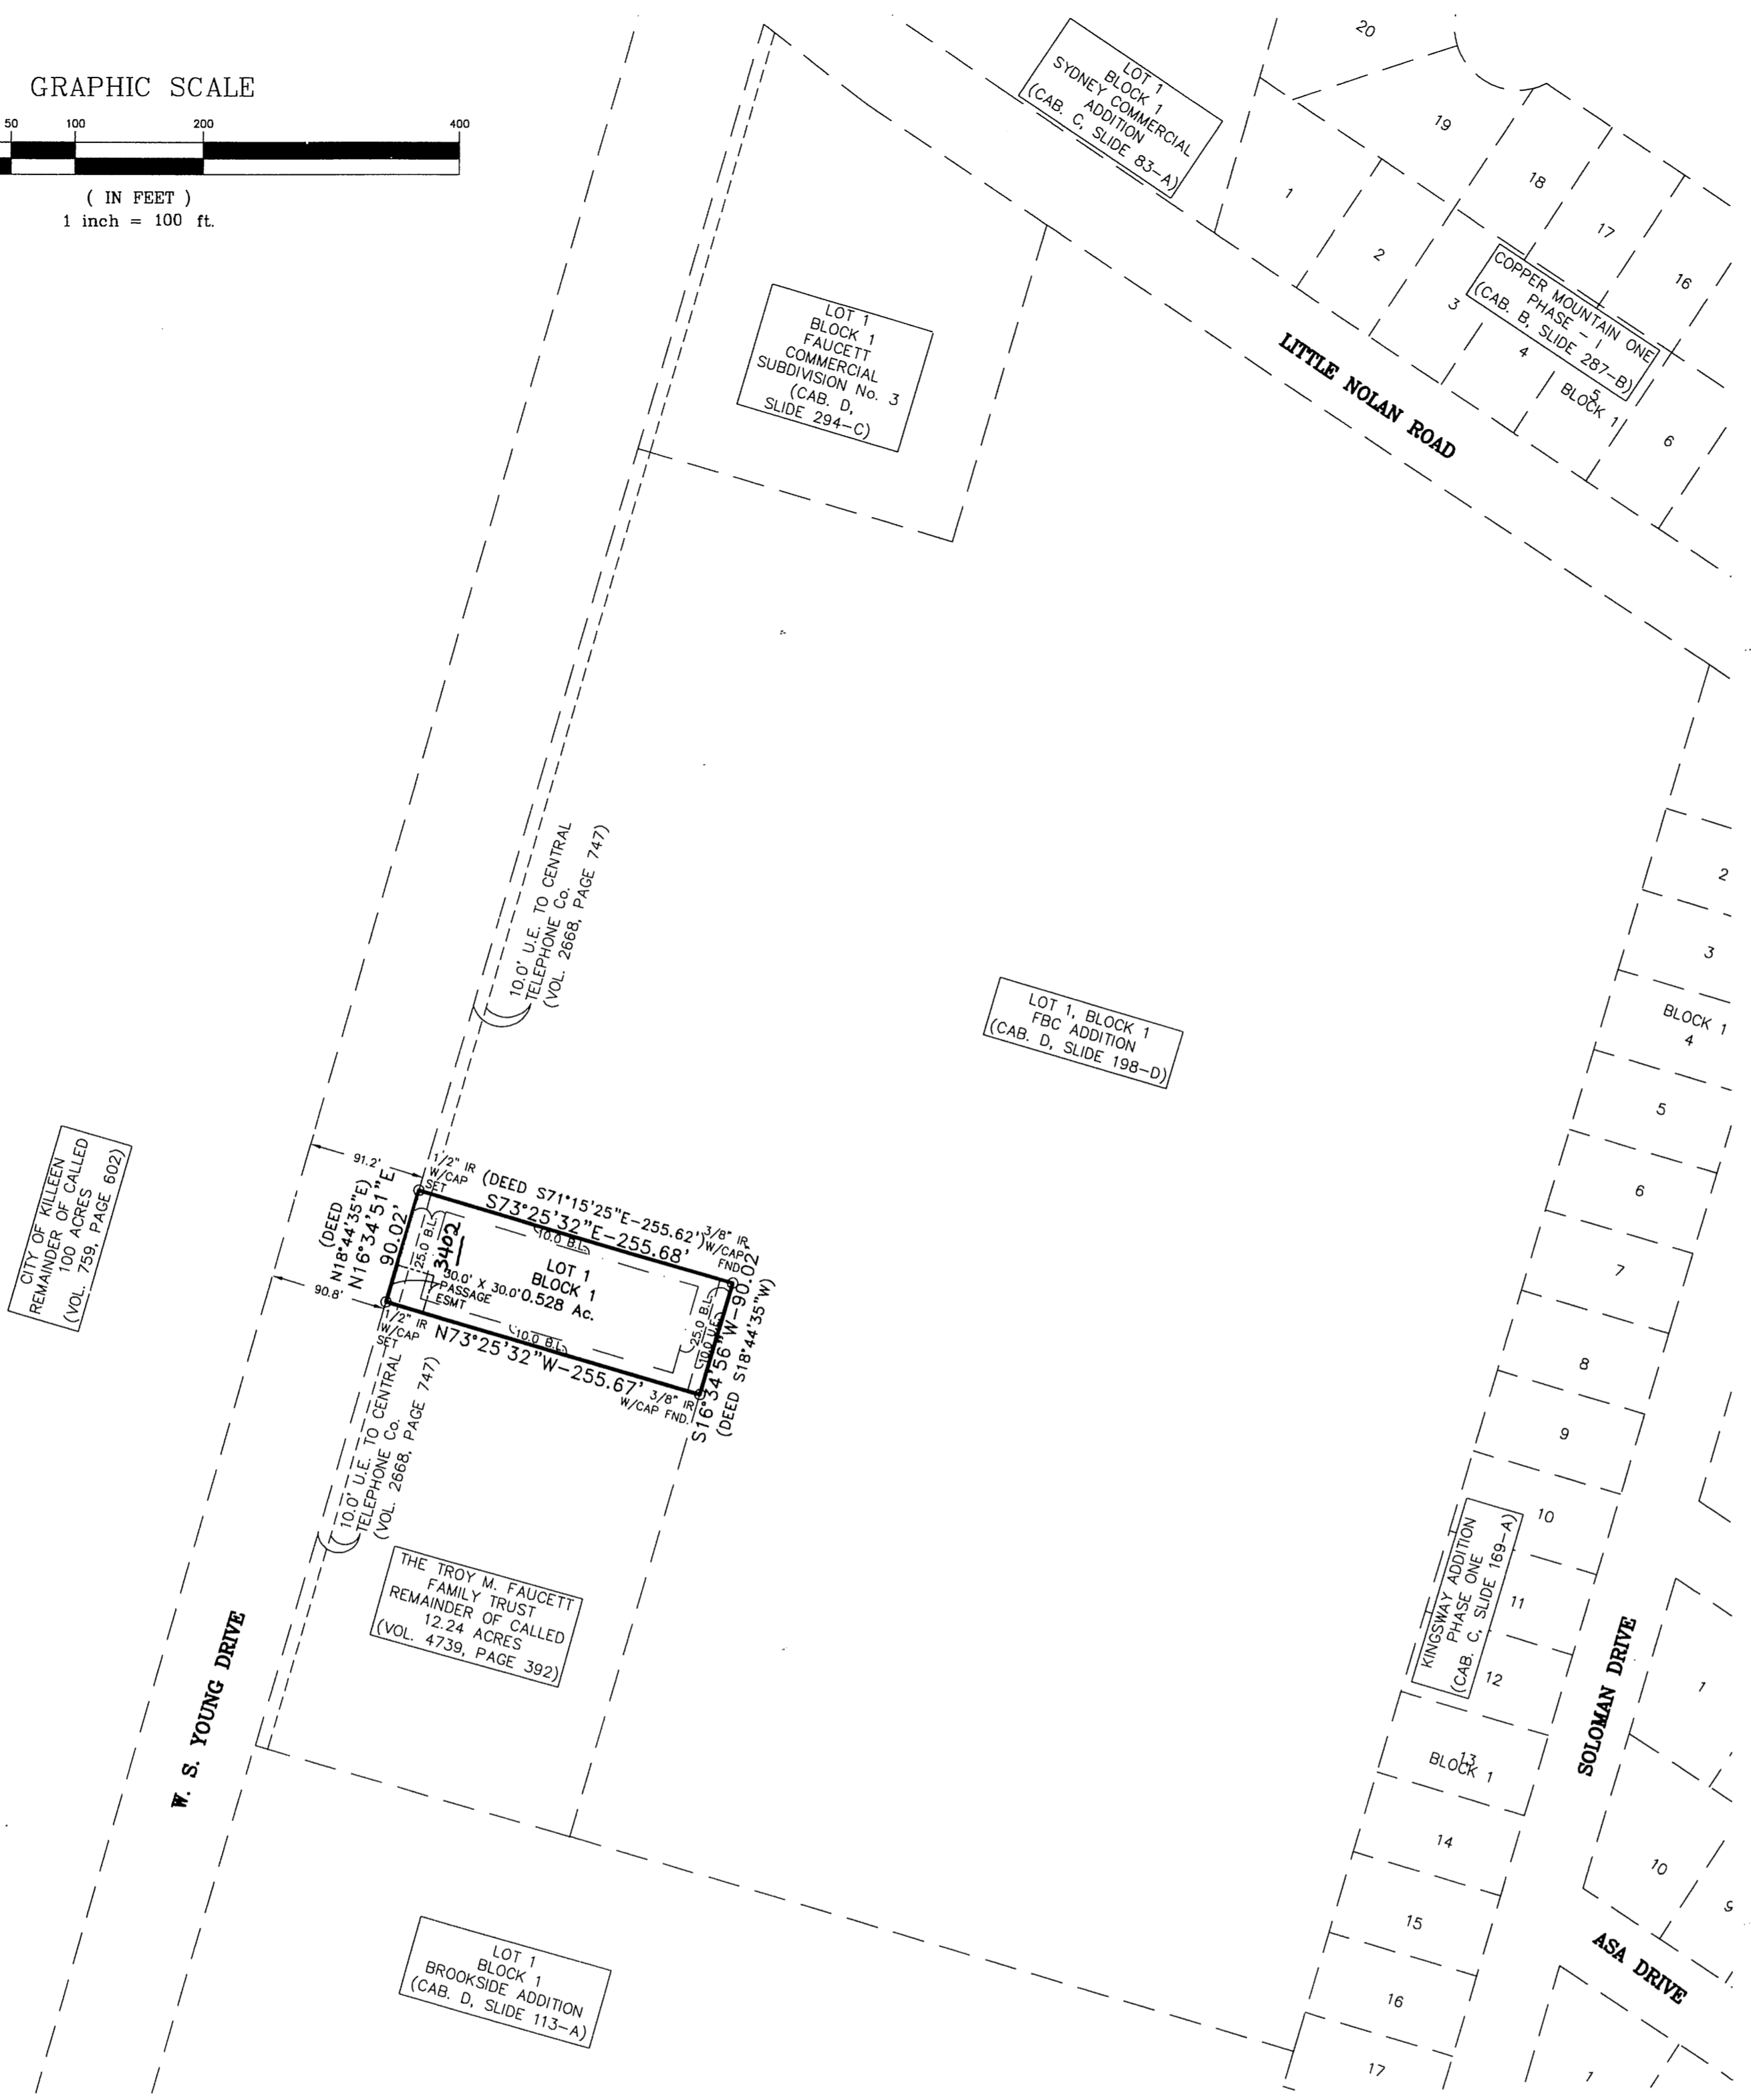 GRAPHIC SCALE
50 100 200 400
( IN FEET )
1 inch = 100 ft.
LOT 1
BLOCK 1
SYDNEY COMMERCIAL
ADDITION
(CAB. C, SLIDE 83-A)
20
19
18
17
16
1
2
3
4
5
6
COPPER MOUNTAIN ONE
PHASE - I
(CAB. B, SLIDE 287-B)
BLOCK 1
LITTLE NOLAN ROAD
LOT 1
BLOCK 1
FAUCETT
COMMERCIAL
SUBDIVISION No. 3
(CAB. D,
SLIDE 294-C)
10.0' U.E. TO CENTRAL
TELEPHONE Co.
(VOL. 2668, PAGE 747)
LOT 1, BLOCK 1
FBC ADDITION
(CAB. D, SLIDE 198-D)
CITY OF KILLEEN
REMAINDER OF CALLED
100 ACRES
(VOL. 759, PAGE 602)
91.2'
90.8'
(DEED
N18°44'35"E)
N16°34'51"E
90.02'
1/2" IR
W/CAP
SET
(DEED S71°15'25"E-255.62')
S73°25'32"E-255.68'
3/8" IR
W/CAP
FND
25.0 B.L.
3402
10.0 B.L.
LOT 1
BLOCK 1
0.528 Ac.
30.0' X 30.0'
PASSAGE
ESMT
10.0 B.L.
25.0 B.L.
10.0 U.E.
S16°34'56"W-90.02'
(DEED S18°44'35"W)
1/2" IR
W/CAP
SET
N73°25'32"W-255.67'
3/8" IR
W/CAP FND.
10.0' U.E. TO CENTRAL
TELEPHONE Co.
(VOL. 2668, PAGE 747)
THE TROY M. FAUCETT
FAMILY TRUST
REMAINDER OF CALLED
12.24 ACRES
(VOL. 4739, PAGE 392)
W. S. YOUNG DRIVE
LOT 1
BLOCK 1
BROOKSIDE ADDITION
(CAB. D, SLIDE 113-A)
2
3
BLOCK 1
4
5
6
7
8
9
10
11
12
KINGSWAY ADDITION
PHASE ONE
(CAB. C, SLIDE 169-A)
13
BLOCK 1
14
15
16
17
SOLOMAN DRIVE
1
10
9
ASA DRIVE
1